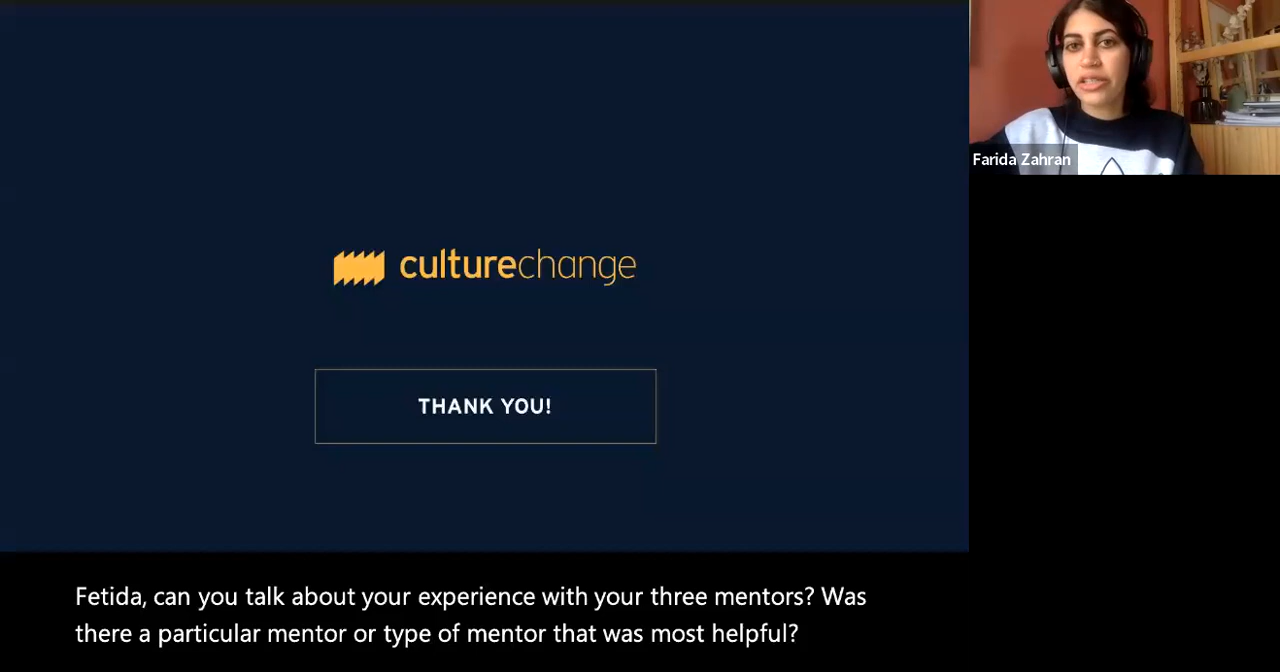 culturechange
THANK YOU!
Farida Zahran
Fetida, can you talk about your experience with your three mentors? Was
there a particular mentor or type of mentor that was most helpful?